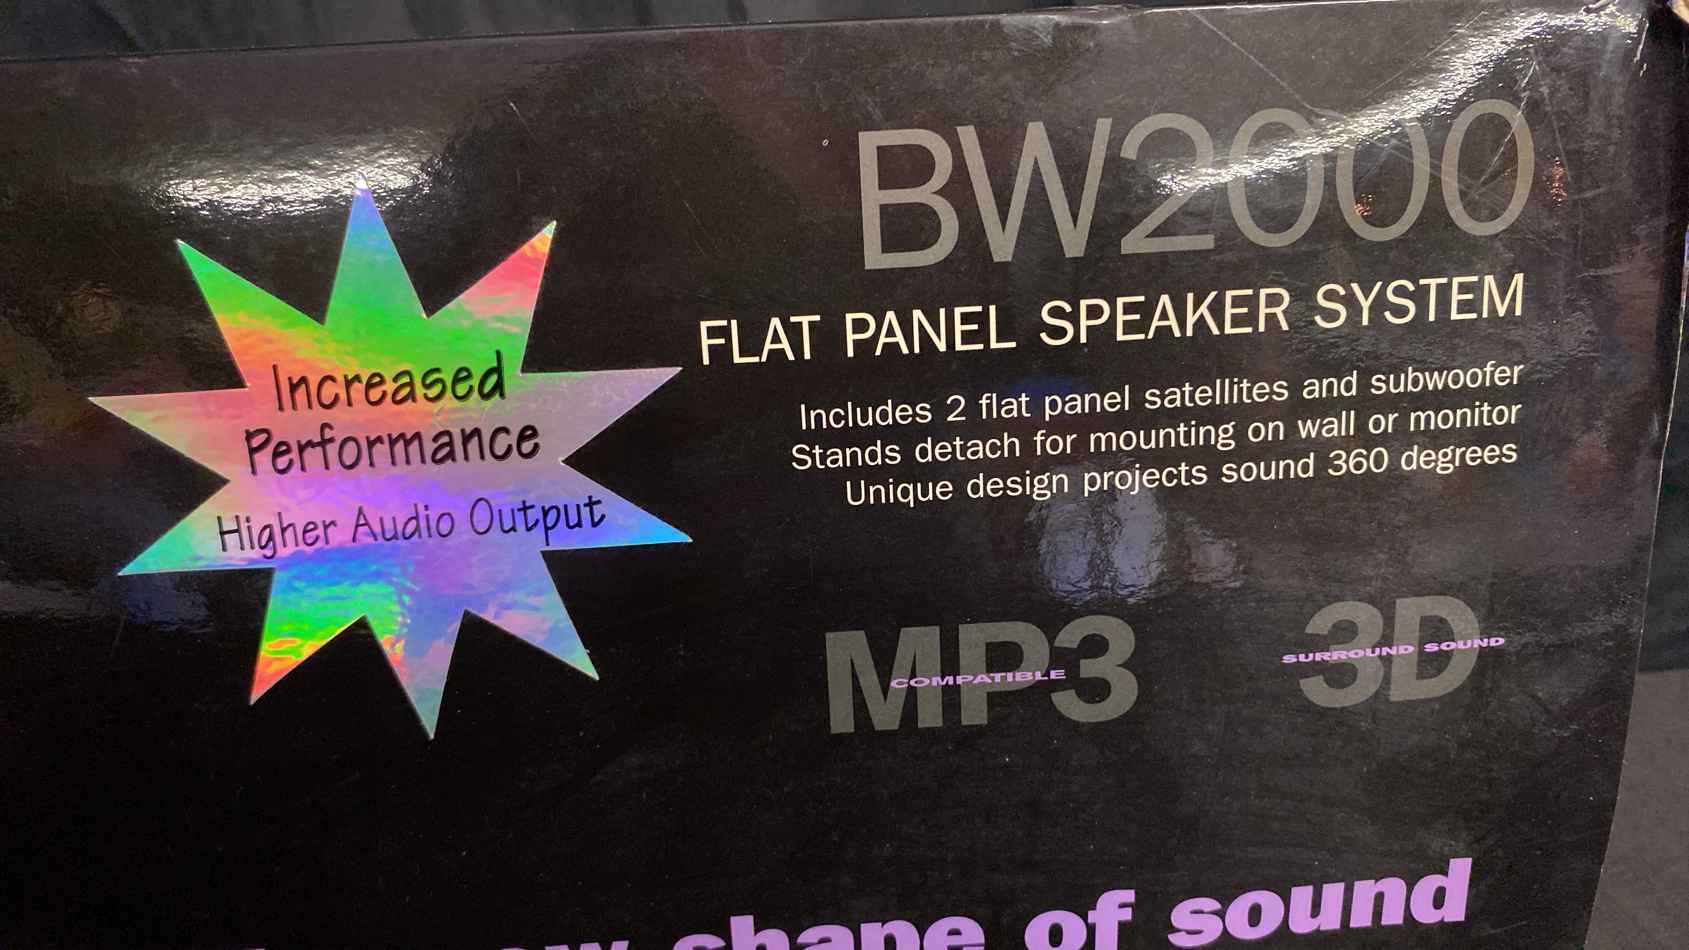 BW2000
FLAT PANEL SPEAKER SYSTEM
Includes 2 flat panel satellites and subwoofer
Stands detach for mounting on wall or monitor
Unique design projects sound 360 degrees
Increased
Performance
Higher Audio Output
MP3
COMPATIBLE
3D
SURROUND SOUND
shape of sound